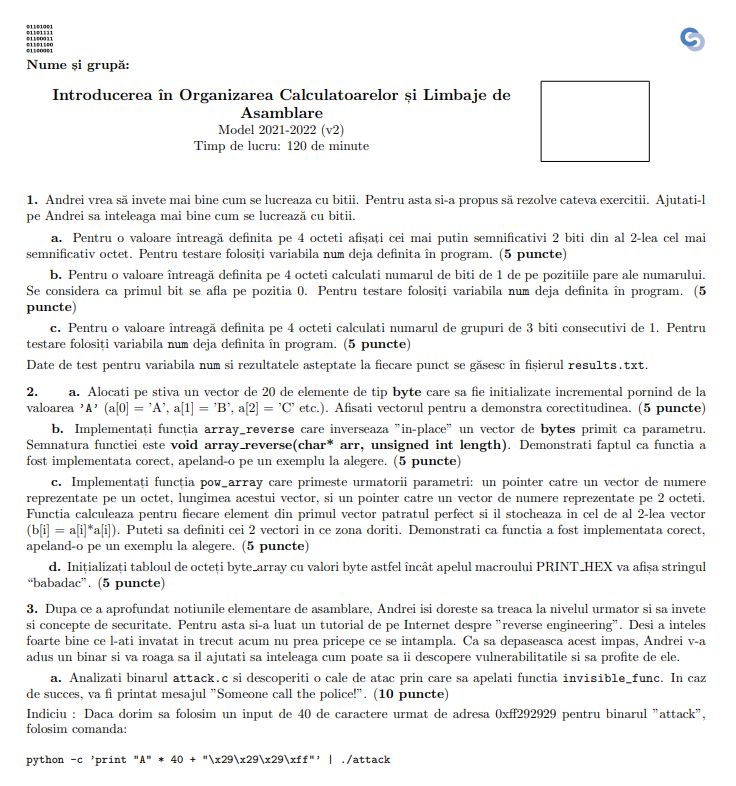 01101001
01101111
01100011
01101100
01100001
Nume și grupă:
Introducerea în Organizarea Calculatoarelor și Limbaje de
Asamblare
Model 2021-2022 (v2)
Timp de lucru: 120 de minute
1. Andrei vrea să invete mai bine cum se lucreaza cu bitii. Pentru asta si-a propus să rezolve cateva exercitii. Ajutati-l
pe Andrei sa inteleaga mai bine cum se lucrează cu bitii.
a. Pentru o valoare întreagă definita pe 4 octeti afișați cei mai putin semnificativi 2 biti din al 2-lea cel mai
semnificativ octet. Pentru testare folosiți variabila num deja definita în program. (5 puncte)
b. Pentru o valoare întreagă definita pe 4 octeti calculati numarul de biti de 1 de pe pozitiile pare ale numarului.
Se considera ca primul bit se afla pe pozitia 0. Pentru testare folosiți variabila num deja definita în program. (5
puncte)
c. Pentru o valoare întreagă definita pe 4 octeti calculati numarul de grupuri de 3 biti consecutivi de 1. Pentru
testare folosiți variabila num deja definita în program. (5 puncte)
Date de test pentru variabila num si rezultatele asteptate la fiecare punct se găsesc în fișierul results.txt.
2. a. Alocati pe stiva un vector de 20 de elemente de tip byte care sa fie initializate incremental pornind de la
valoarea 'A' (a[0] = 'A', a[1] = 'B', a[2] = 'C' etc.). Afisati vectorul pentru a demonstra corectitudinea. (5 puncte)
b. Implementați funcția array_reverse care inverseaza "in-place" un vector de bytes primit ca parametru.
Semnatura functiei este void array_reverse(char* arr, unsigned int length). Demonstrati faptul ca functia a
fost implementata corect, apeland-o pe un exemplu la alegere. (5 puncte)
c. Implementați funcția pow_array care primeste urmatorii parametri: un pointer catre un vector de numere
reprezentate pe un octet, lungimea acestui vector, si un pointer catre un vector de numere reprezentate pe 2 octeti.
Functia calculeaza pentru fiecare element din primul vector patratul perfect si il stocheaza in cel de al 2-lea vector
(b[i] = a[i]*a[i]). Puteti sa definiti cei 2 vectori in ce zona doriti. Demonstrati ca functia a fost implementata corect,
apeland-o pe un exemplu la alegere. (5 puncte)
d. Inițializați tabloul de octeți byte_array cu valori byte astfel încât apelul macroului PRINT_HEX va afișa stringul
“babadac”. (5 puncte)
3. Dupa ce a aprofundat notiunile elementare de asamblare, Andrei isi doreste sa treaca la nivelul urmator si sa invete
si concepte de securitate. Pentru asta si-a luat un tutorial de pe Internet despre "reverse engineering". Desi a inteles
foarte bine ce l-ati invatat in trecut acum nu prea pricepe ce se intampla. Ca sa depaseasca acest impas, Andrei v-a
adus un binar si va roaga sa il ajutati sa inteleaga cum poate sa ii descopere vulnerabilitatile si sa profite de ele.
a. Analizati binarul attack.c si descoperiti o cale de atac prin care sa apelati functia invisible_func. In caz
de succes, va fi printat mesajul "Someone call the police!". (10 puncte)
Indiciu : Daca dorim sa folosim un input de 40 de caractere urmat de adresa 0xff292929 pentru binarul "attack",
folosim comanda:
python -c 'print "A" * 40 + "\x29\x29\x29\xff"' | ./attack